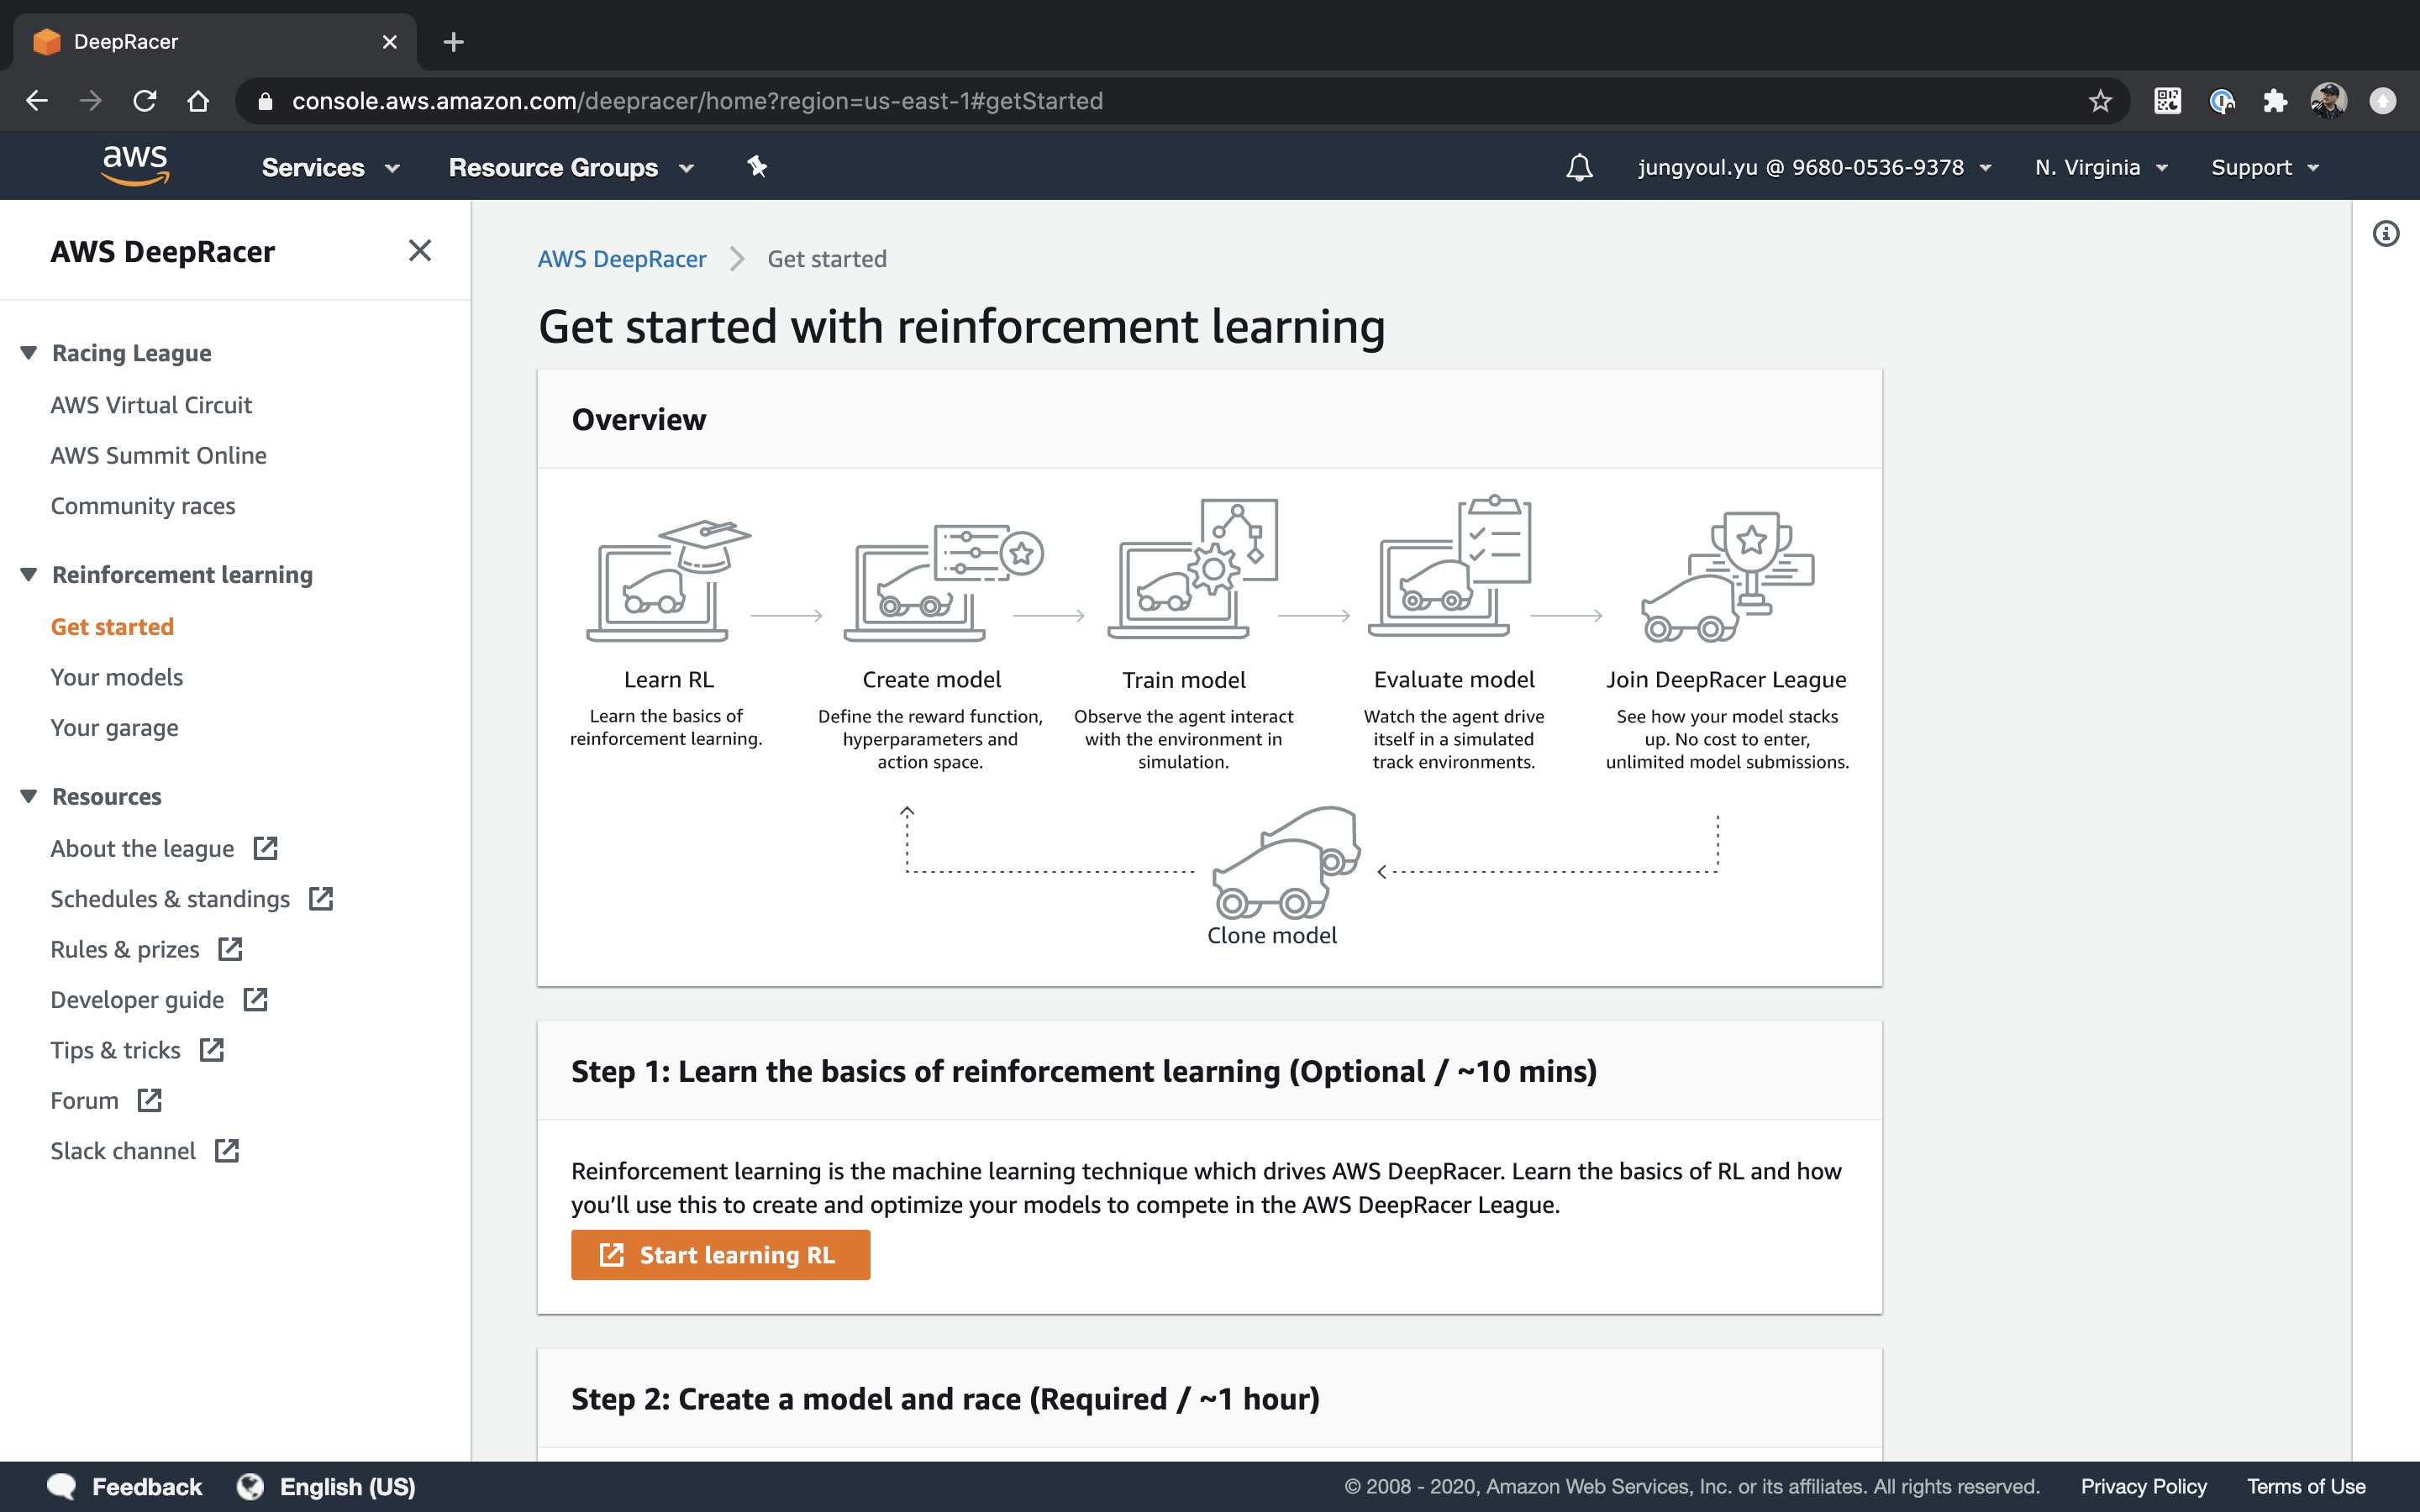 DeepRacer
console.aws.amazon.com/deepracer/home?region=us-east-1#getStarted
aws
Services
Resource Groups
jungyoul.yu @ 9680-0536-9378
N. Virginia
Support
AWS DeepRacer
Racing League
AWS Virtual Circuit
AWS Summit Online
Community races
Reinforcement learning
Get started
Your models
Your garage
Resources
About the league
Schedules & standings
Rules & prizes
Developer guide
Tips & tricks
Forum
Slack channel
AWS DeepRacer
Get started
Get started with reinforcement learning
Overview
Learn RL
Learn the basics of
reinforcement learning.
Create model
Define the reward function,
hyperparameters and
action space.
Train model
Observe the agent interact
with the environment in
simulation.
Evaluate model
Watch the agent drive
itself in a simulated
track environments.
Join DeepRacer League
See how your model stacks
up. No cost to enter,
unlimited model submissions.
Clone model
Step 1: Learn the basics of reinforcement learning (Optional / ~10 mins)
Reinforcement learning is the machine learning technique which drives AWS DeepRacer. Learn the basics of RL and how
you’ll use this to create and optimize your models to compete in the AWS DeepRacer League.
Start learning RL
Step 2: Create a model and race (Required / ~1 hour)
Feedback
English (US)
© 2008 - 2020, Amazon Web Services, Inc. or its affiliates. All rights reserved.
Privacy Policy
Terms of Use